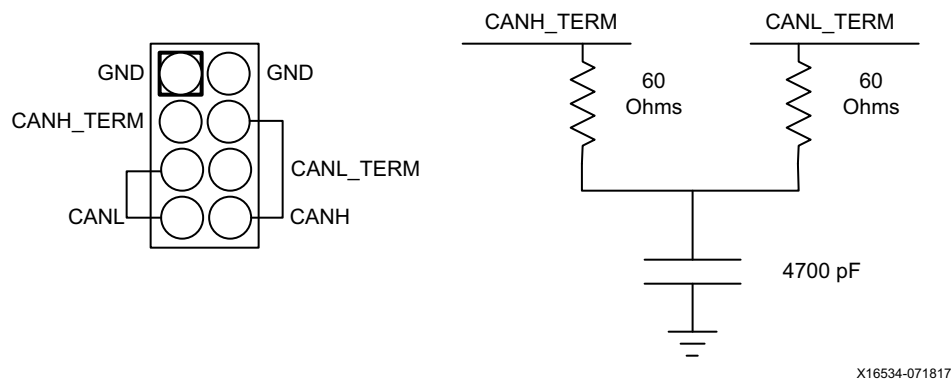 CANH_TERM
CANL_TERM
GND
GND
60
Ohms
60
Ohms
CANH_TERM
CANL_TERM
CANL
CANH
4700 pF
X16534-071817